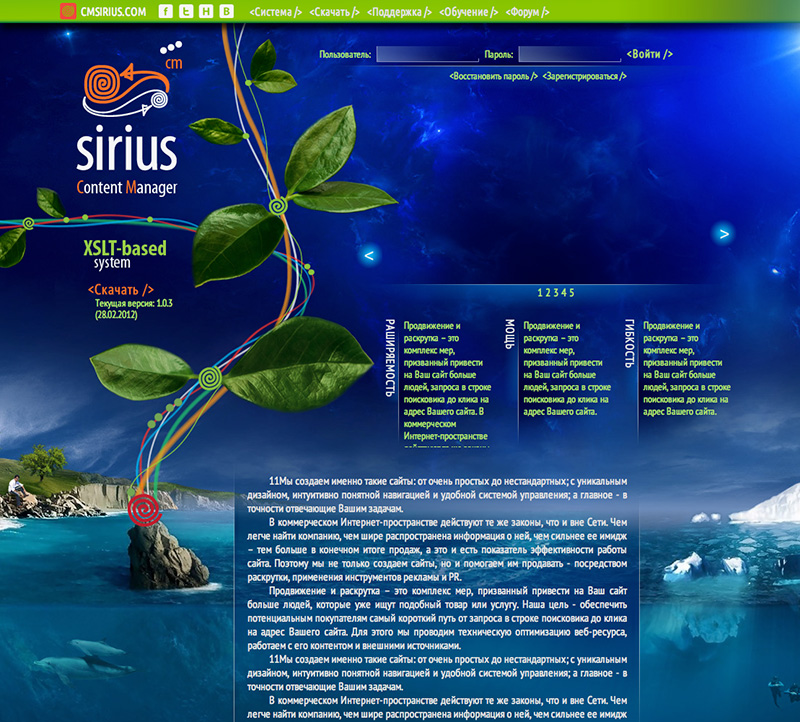 CMSIRIUS.COM f t H B <Система /> <Скачать /> <Поддержка /> <Обучение /> <Форум />
Пользователь: Пароль: <Войти />
<Восстановить пароль /> <Зарегистрироваться />
cm
sirius
Content Manager
XSLT-based
system
<Скачать />
Текущая версия: 1.0.3
(28.02.2012)
< >
1 2 3 4 5
РАШИРЯЕМОСТЬ
Продвижение и
раскрутка – это
комплекс мер,
призванный привести
на Ваш сайт больше
людей, запроса в строке
поисковика до клика на
адрес Вашего сайта. В
коммерческом
Интернет-пространстве
МОЩЬ
Продвижение и
раскрутка – это
комплекс мер,
призванный привести
на Ваш сайт больше
людей, запроса в строке
поисковика до клика на
адрес Вашего сайта.
ГИБКОСТЬ
Продвижение и
раскрутка – это
комплекс мер,
призванный привести
на Ваш сайт больше
людей, запроса в строке
поисковика до клика на
адрес Вашего сайта.
11Мы создаем именно такие сайты: от очень простых до нестандартных; с уникальным
дизайном, интуитивно понятной навигацией и удобной системой управления; а главное - в
точности отвечающие Вашим задачам.
В коммерческом Интернет-пространстве действуют те же законы, что и вне Сети. Чем
легче найти компанию, чем шире распространена информация о ней, чем сильнее ее имидж
– тем больше в конечном итоге продаж, а это и есть показатель эффективности работы
сайта. Поэтому мы не только создаем сайты, но и помогаем им продавать - посредством
раскрутки, применения инструментов рекламы и PR.
Продвижение и раскрутка – это комплекс мер, призванный привести на Ваш сайт
больше людей, которые уже ищут подобный товар или услугу. Наша цель - обеспечить
потенциальным покупателям самый короткий путь от запроса в строке поисковика до клика
на адрес Вашего сайта. Для этого мы проводим техническую оптимизацию веб-ресурса,
работаем с его контентом и внешними источниками.
11Мы создаем именно такие сайты: от очень простых до нестандартных; с уникальным
дизайном, интуитивно понятной навигацией и удобной системой управления; а главное - в
точности отвечающие Вашим задачам.
В коммерческом Интернет-пространстве действуют те же законы, что и вне Сети. Чем
легче найти компанию, чем шире распространена информация о ней, чем сильнее ее имидж